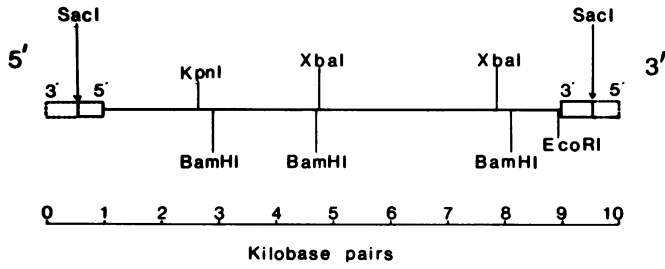 SacI SacI
5′ 3′
KpnI XbaI XbaI
3′ 5′ 3′ 5′
BamHI BamHI BamHI EcoRI
0 1 2 3 4 5 6 7 8 9 10
Kilobase pairs